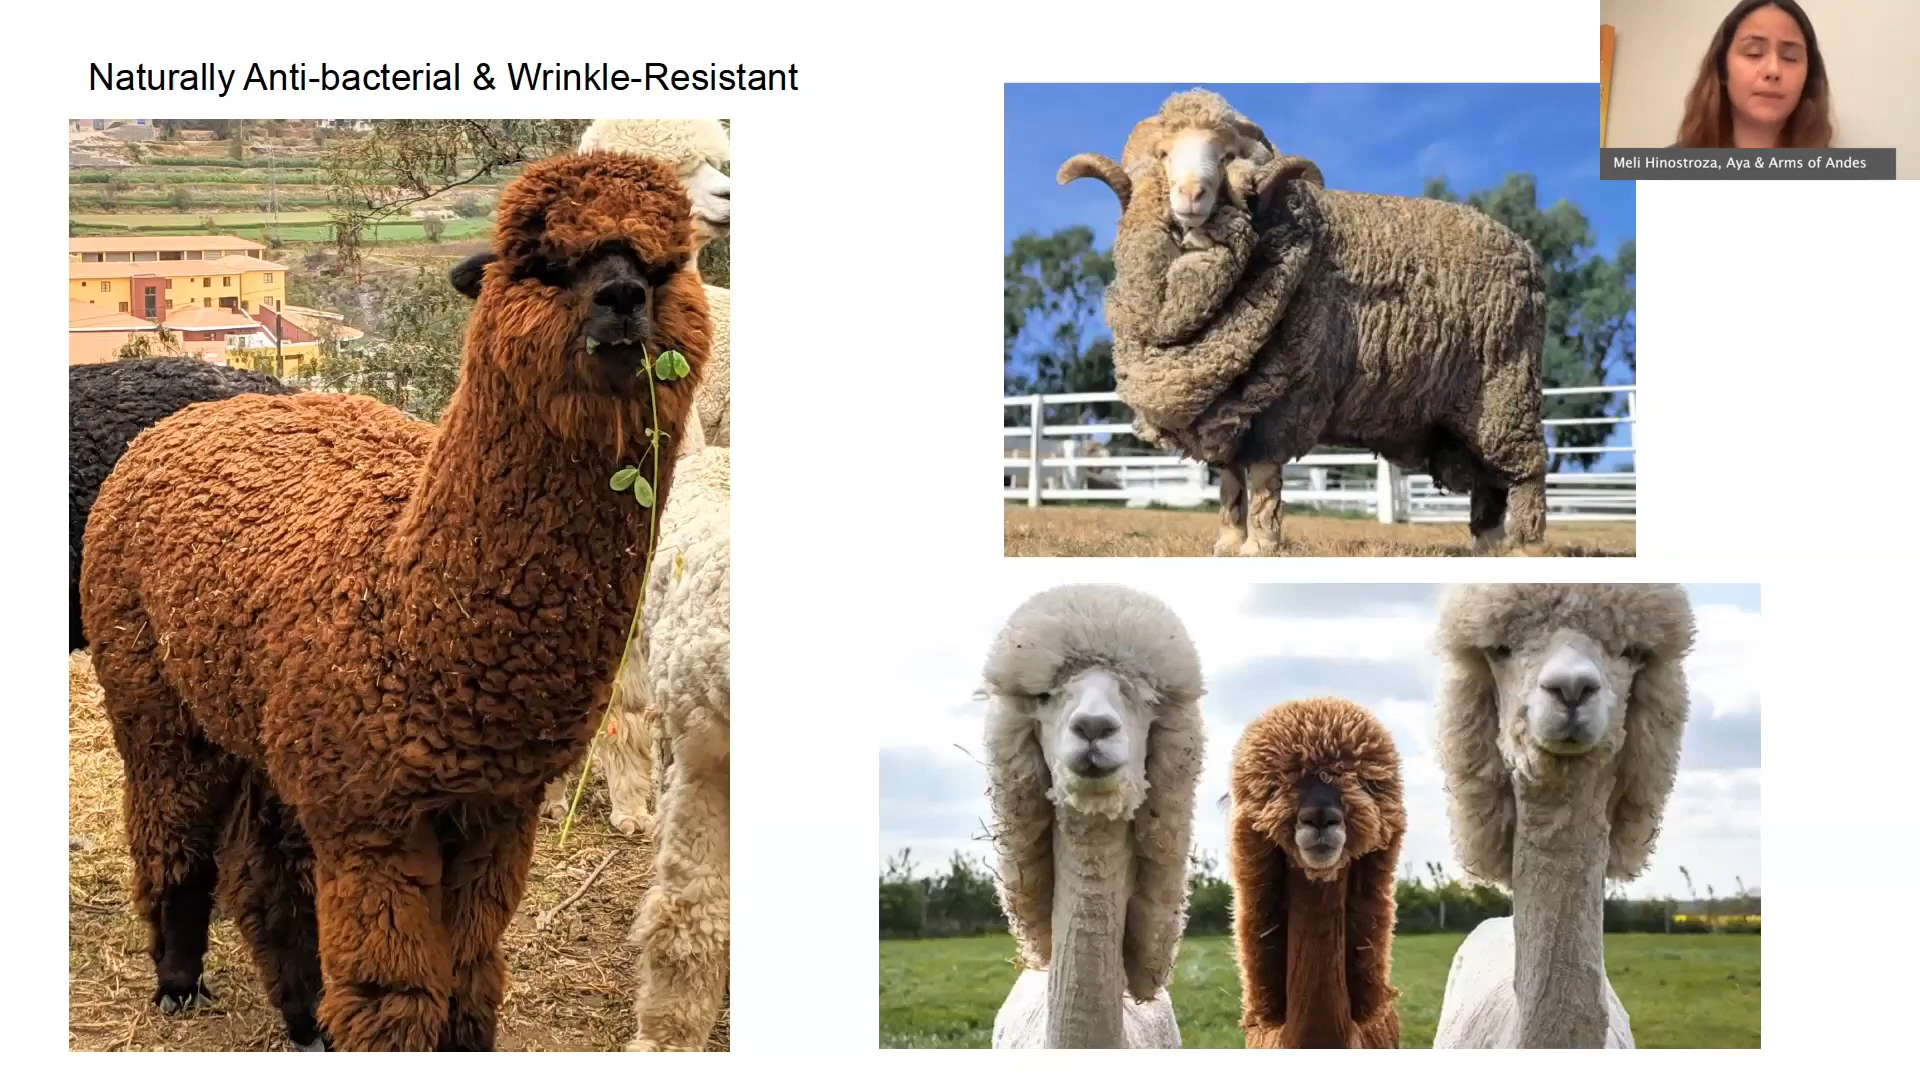 Naturally Anti-bacterial & Wrinkle-Resistant
Meli Hinostroza, Aya & Arms of Andes